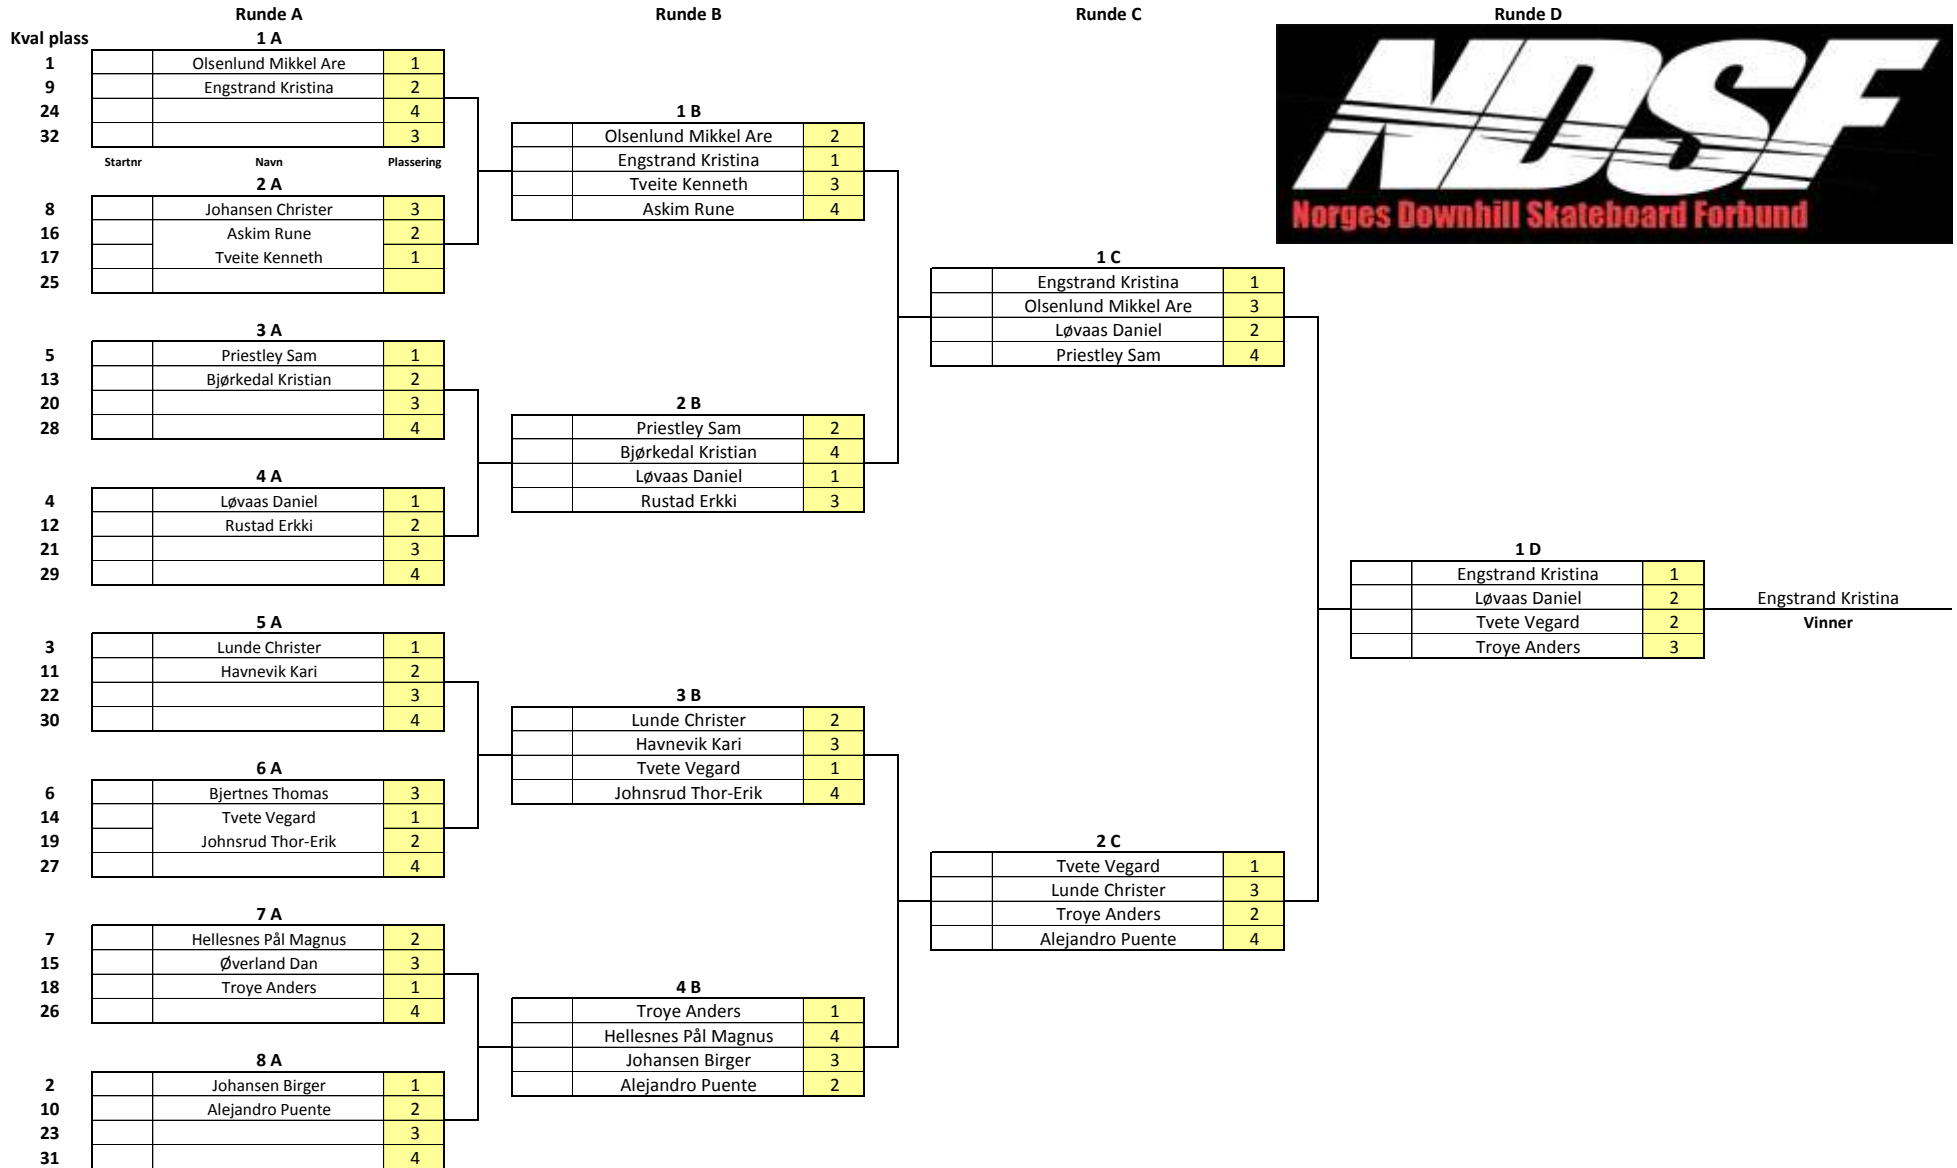 Runde A Runde B Runde C Runde D
Kval plass 1 A
1 Olsenlund Mikkel Are 1
9 Engstrand Kristina 2
24 4
32 3
Startnr Navn Plassering
2 A
8 Johansen Christer 3
16 Askim Rune 2
17 Tveite Kenneth 1
25
3 A
5 Priestley Sam 1
13 Bjørkedal Kristian 2
20 3
28 4
4 A
4 Løvaas Daniel 1
12 Rustad Erkki 2
21 3
29 4
5 A
3 Lunde Christer 1
11 Havnevik Kari 2
22 3
30 4
6 A
6 Bjertnes Thomas 3
14 Tvete Vegard 1
19 Johnsrud Thor-Erik 2
27 4
7 A
7 Hellesnes Pål Magnus 2
15 Øverland Dan 3
18 Troye Anders 1
26 4
8 A
2 Johansen Birger 1
10 Alejandro Puente 2
23 3
31 4
1 B
Olsenlund Mikkel Are 2
Engstrand Kristina 1
Tveite Kenneth 3
Askim Rune 4
2 B
Priestley Sam 2
Bjørkedal Kristian 4
Løvaas Daniel 1
Rustad Erkki 3
3 B
Lunde Christer 2
Havnevik Kari 3
Tvete Vegard 1
Johnsrud Thor-Erik 4
4 B
Troye Anders 1
Hellesnes Pål Magnus 4
Johansen Birger 3
Alejandro Puente 2
1 C
Engstrand Kristina 1
Olsenlund Mikkel Are 3
Løvaas Daniel 2
Priestley Sam 4
2 C
Tvete Vegard 1
Lunde Christer 3
Troye Anders 2
Alejandro Puente 4
NDSF
Norges Downhill Skateboard Forbund
1 D
Engstrand Kristina 1
Løvaas Daniel 2
Tvete Vegard 2
Troye Anders 3
Engstrand Kristina
Vinner